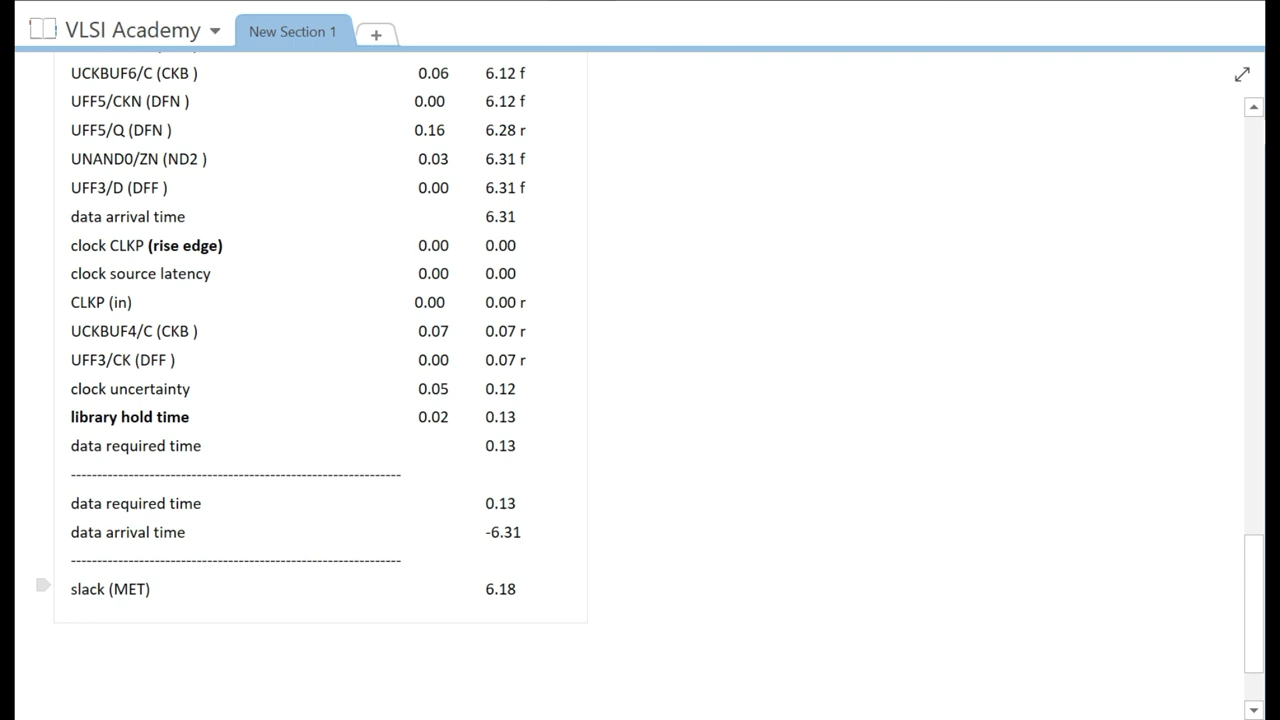 VLSI Academy New Section 1 +
UCKBUF6/C (CKB ) 0.06 6.12 f
UFF5/CKN (DFN ) 0.00 6.12 f
UFF5/Q (DFN ) 0.16 6.28 r
UNAND0/ZN (ND2 ) 0.03 6.31 f
UFF3/D (DFF ) 0.00 6.31 f
data arrival time 6.31
clock CLKP (rise edge) 0.00 0.00
clock source latency 0.00 0.00
CLKP (in) 0.00 0.00 r
UCKBUF4/C (CKB ) 0.07 0.07 r
UFF3/CK (DFF ) 0.00 0.07 r
clock uncertainty 0.05 0.12
library hold time 0.02 0.13
data required time 0.13
------------------------------------------------------------
data required time 0.13
data arrival time -6.31
------------------------------------------------------------
slack (MET) 6.18